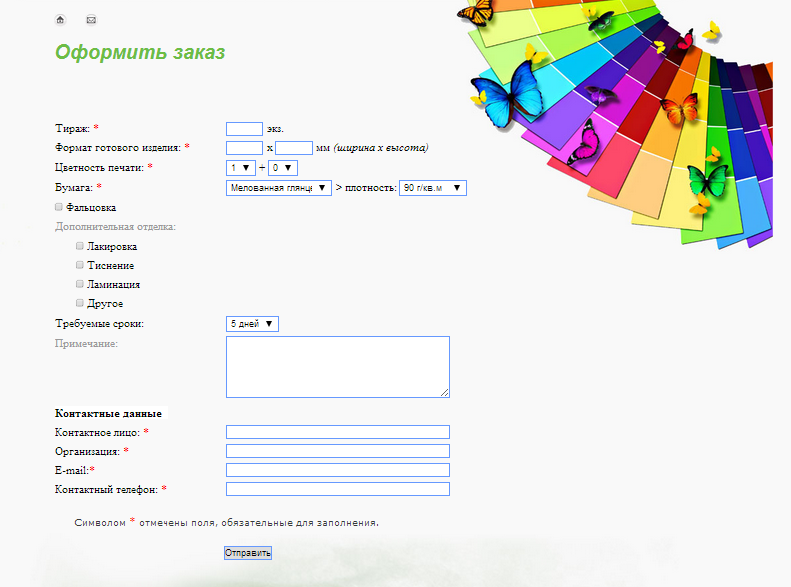 Оформить заказ
Тираж: * экз.
Формат готового изделия: * x мм (ширина x высота)
Цветность печати: * 1 ▼ + 0 ▼
Бумага: * Мелованная глянце ▼ > плотность: 90 г/кв.м ▼
Фальцовка
Дополнительная отделка:
Лакировка
Тиснение
Ламинация
Другое
Требуемые сроки: 5 дней ▼
Примечание:
Контактные данные
Контактное лицо: *
Организация: *
E-mail:*
Контактный телефон: *
Символом * отмечены поля, обязательные для заполнения.
Отправить